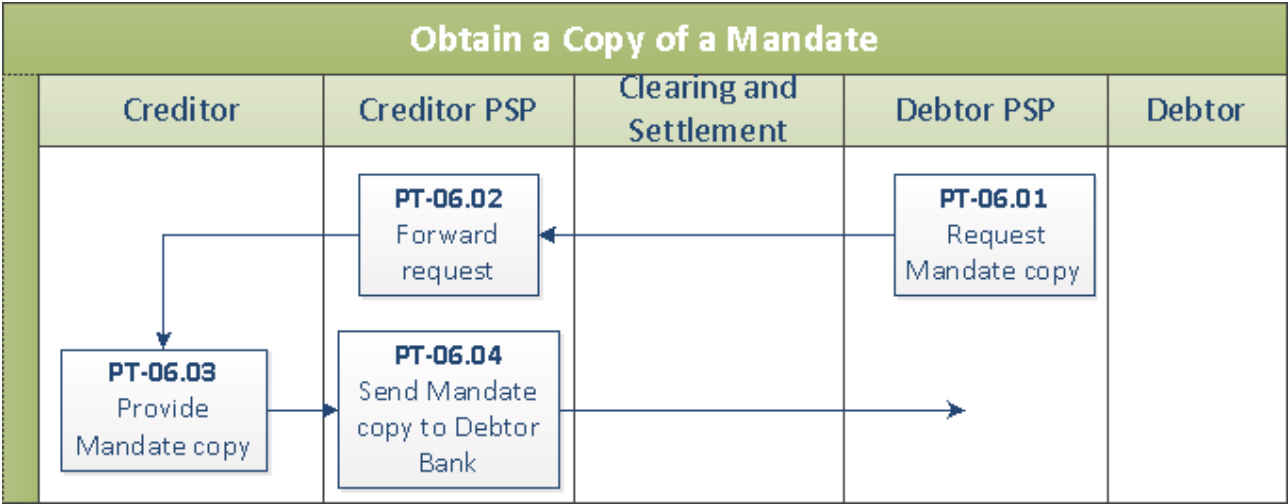 Obtain a Copy of a Mandate
Creditor
Creditor PSP
Clearing and
Settlement
Debtor PSP
Debtor
PT-06.02
Forward
request
PT-06.01
Request
Mandate copy
PT-06.03
Provide
Mandate copy
PT-06.04
Send Mandate
copy to Debtor
Bank